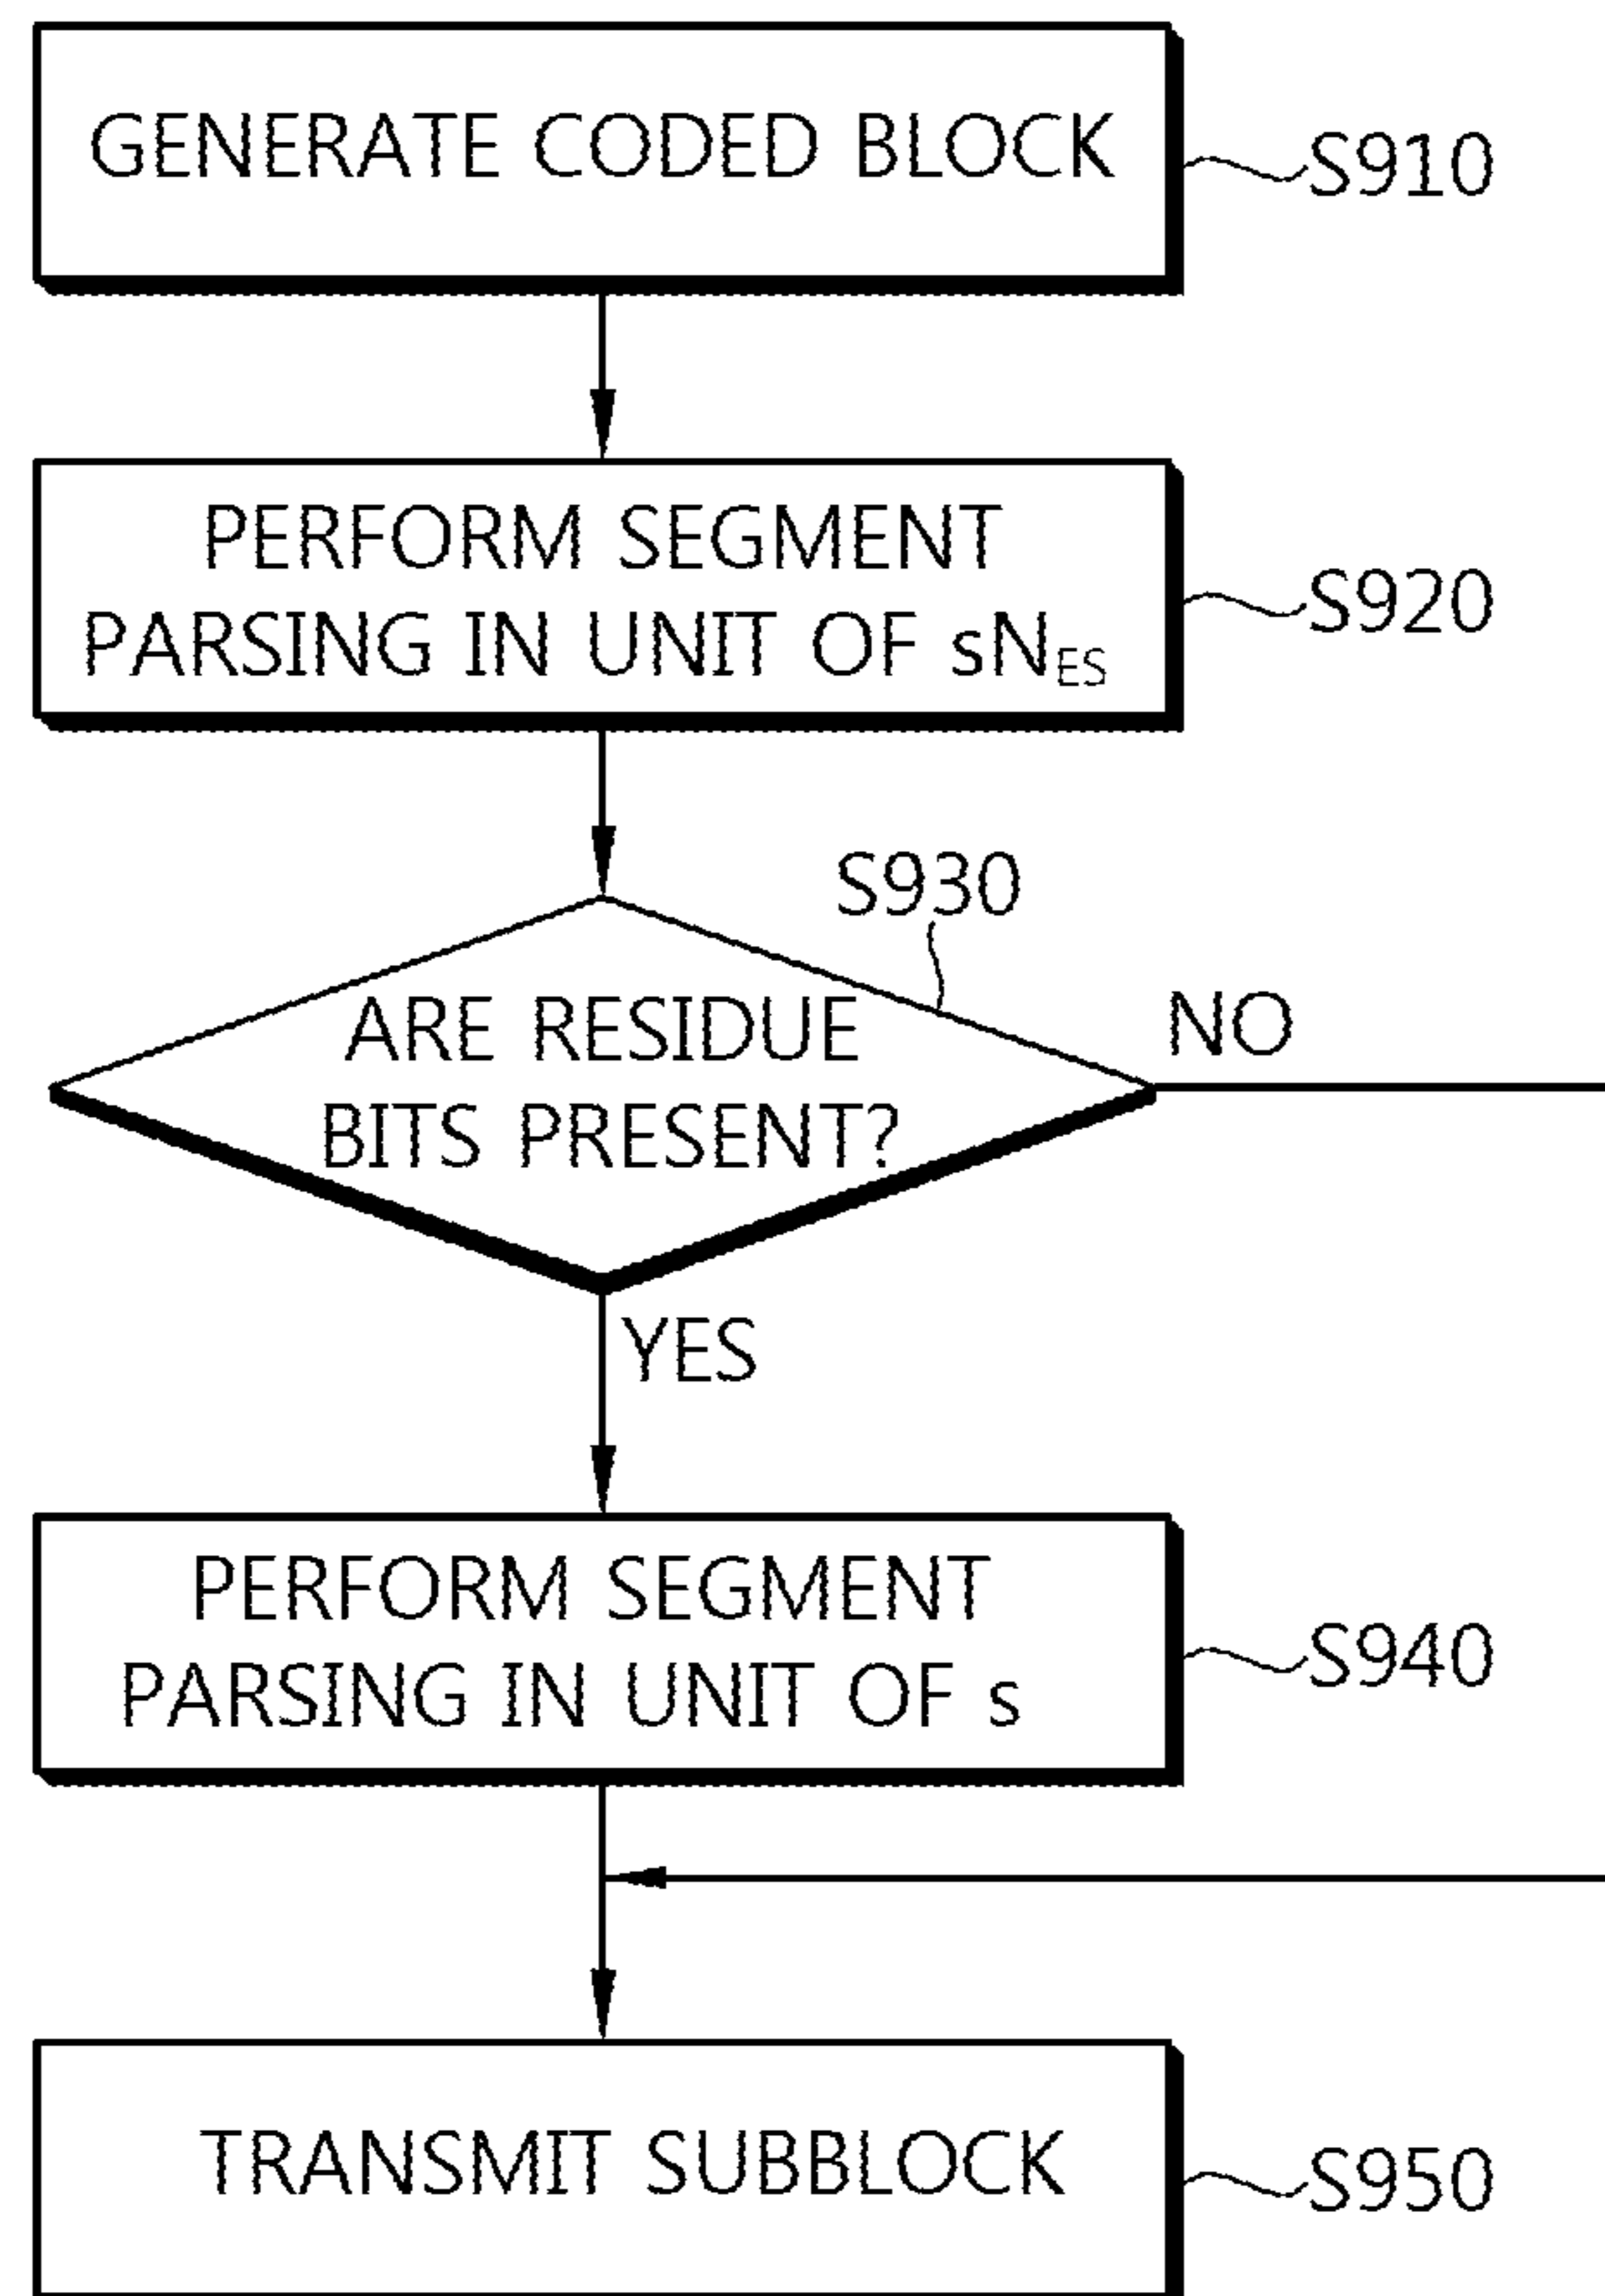 GENERATE CODED BLOCK
S910
PERFORM SEGMENT
PARSING IN UNIT OF sN_ES
S920
S930
ARE RESIDUE
BITS PRESENT?
NO
YES
PERFORM SEGMENT
PARSING IN UNIT OF s
S940
TRANSMIT SUBBLOCK
S950